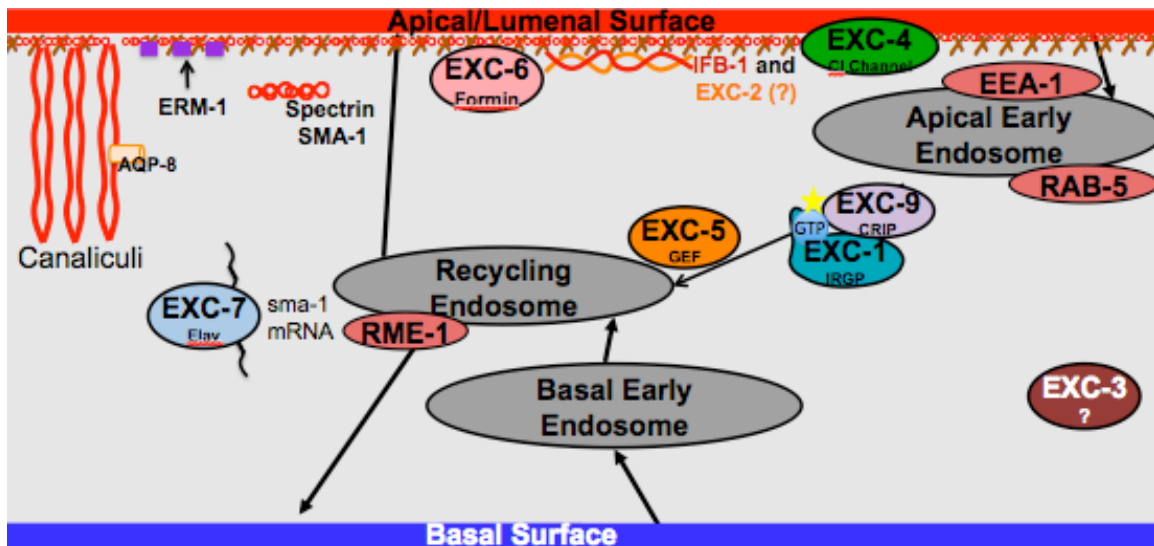 Apical/Lumenal Surface
EXC-4
Cl Channel
EXC-6
Formin
IFB-1 and
EXC-2 (?)
EEA-1
ERM-1
Spectrin
SMA-1
Apical Early
Endosome
AQP-8
RAB-5
EXC-9
CRIP
GTP
EXC-1
IRGP
EXC-5
GEF
Canaliculi
Recycling
Endosome
EXC-7
Elav
sma-1
mRNA
RME-1
Basal Early
Endosome
EXC-3
?
Basal Surface